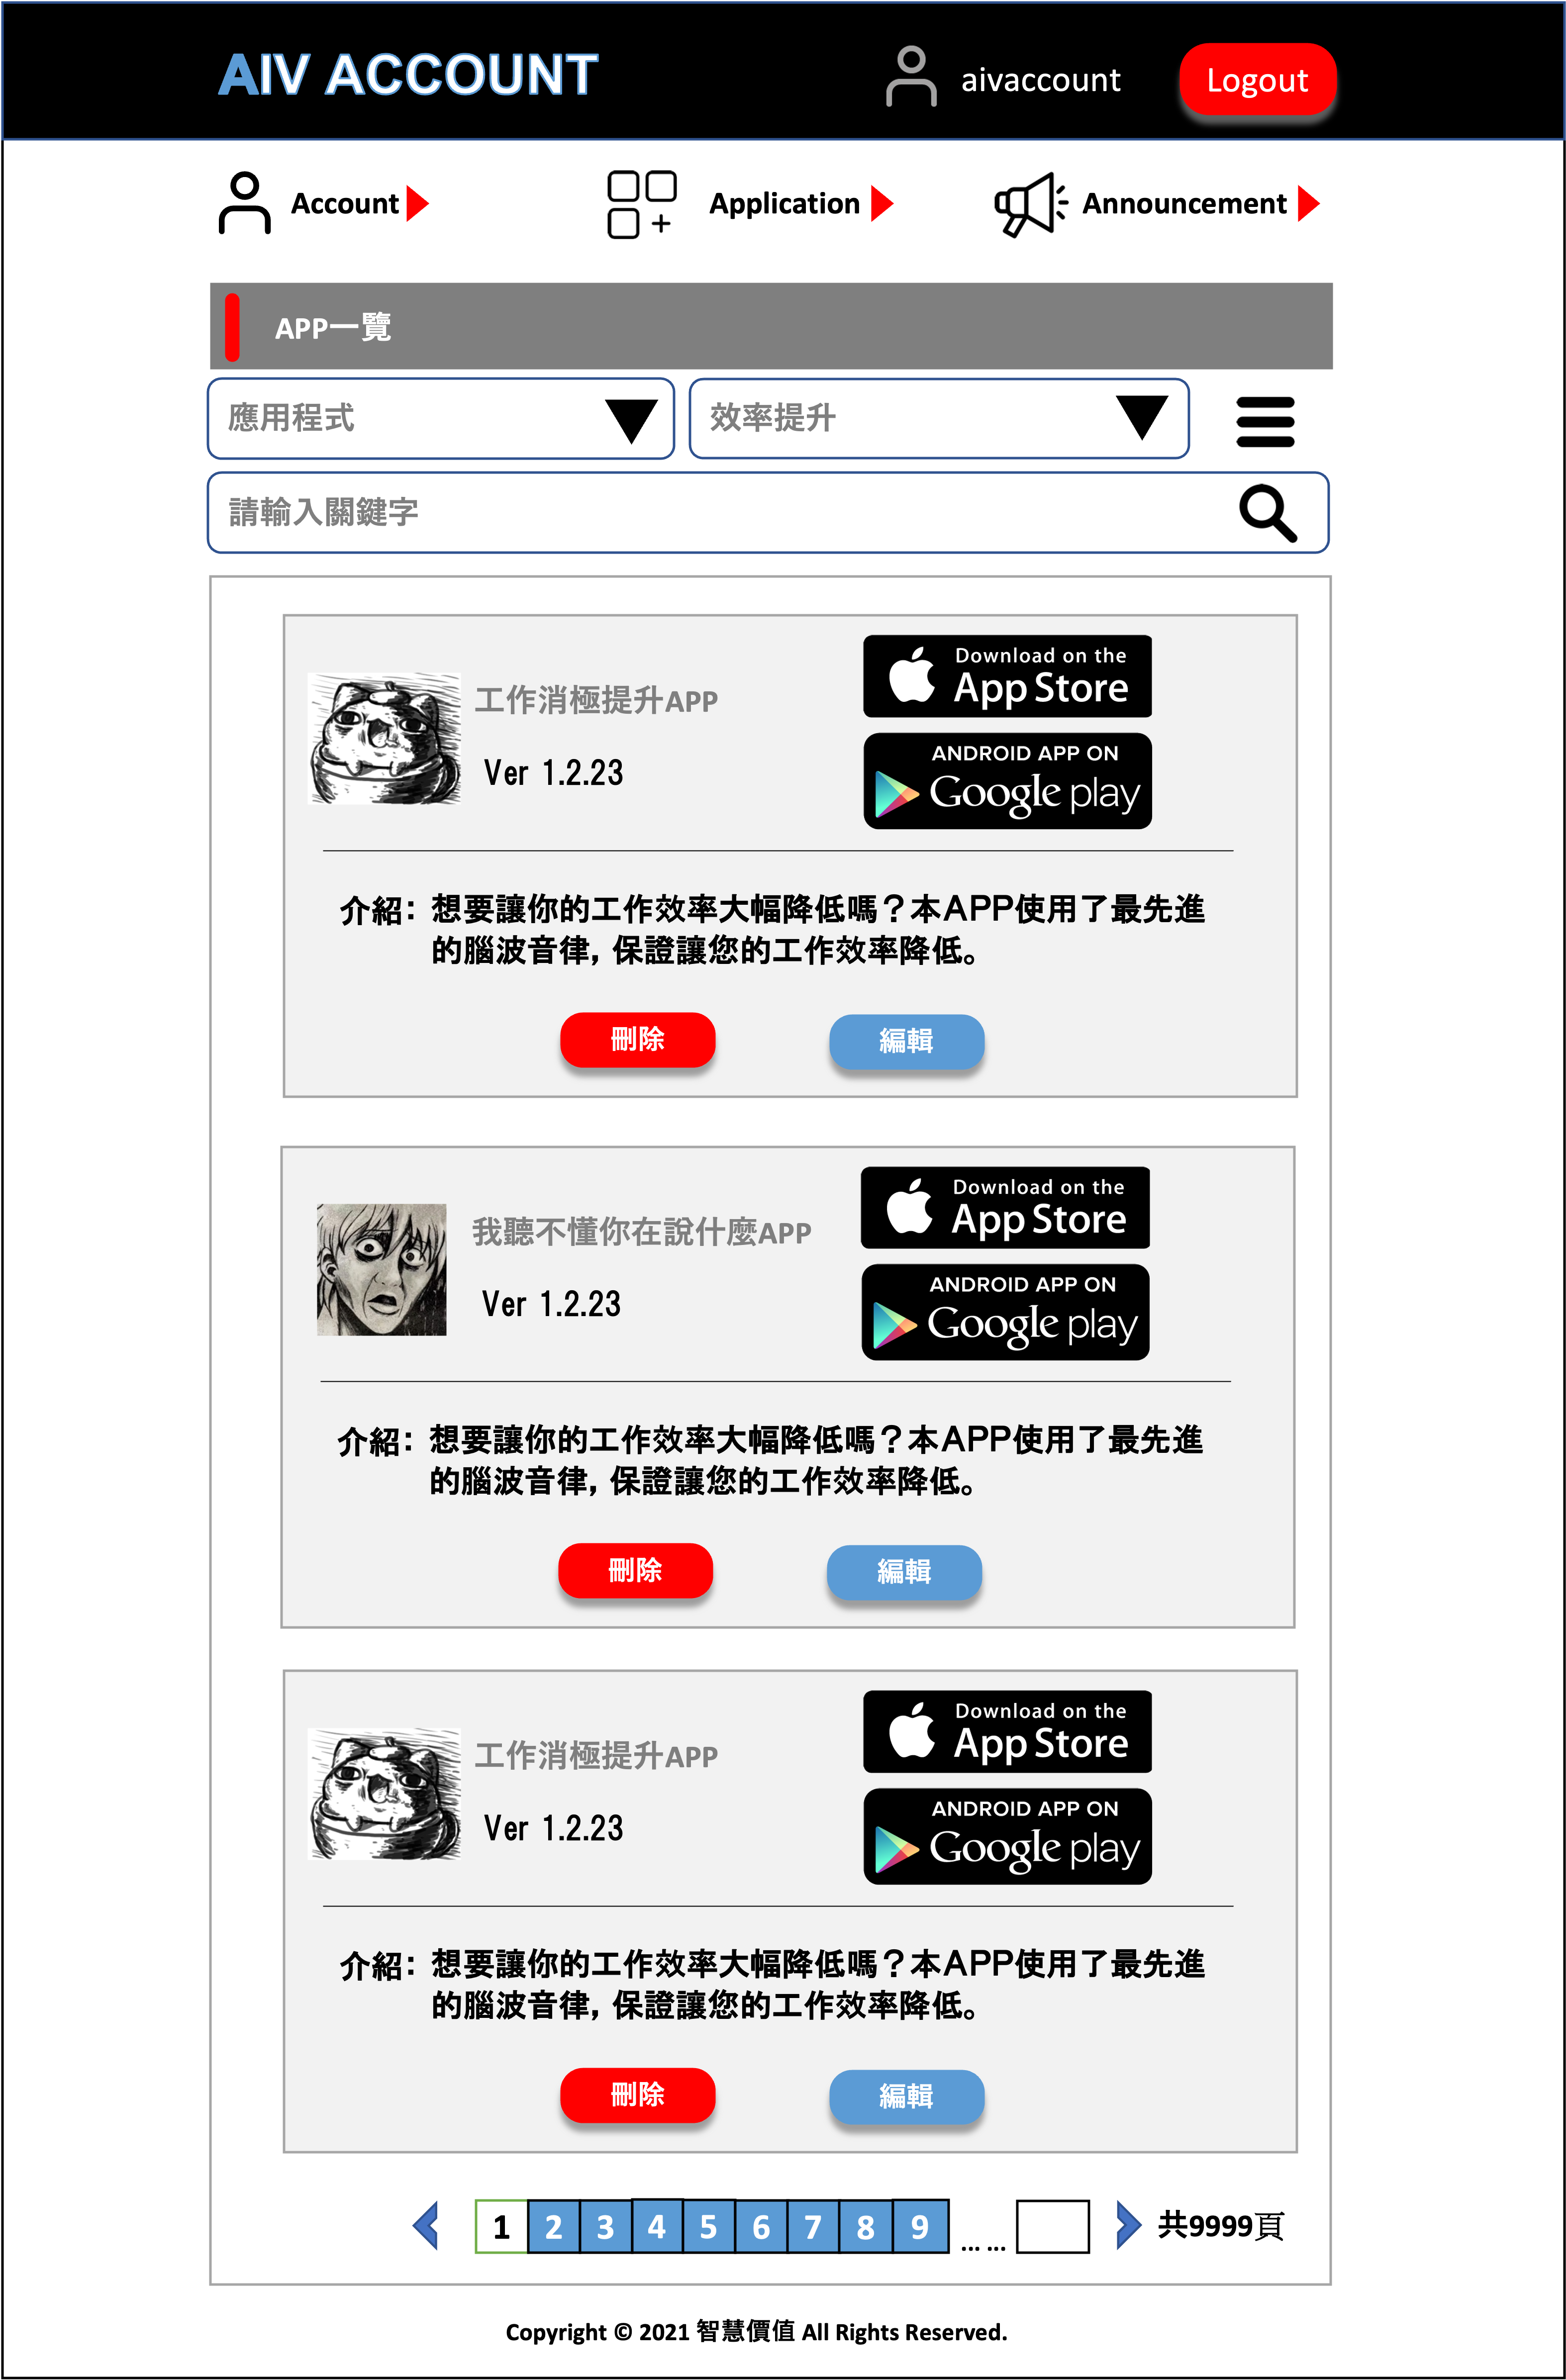 AIV ACCOUNT
aivaccount
Logout
Account
Application
Announcement
APP一覽
應用程式
效率提升
請輸入關鍵字
工作消極提升APP
Ver 1.2.23
Download on the
App Store
ANDROID APP ON
Google play
介紹：想要讓你的工作效率大幅降低嗎？本APP使用了最先進
的腦波音律，保證讓您的工作效率降低。
刪除
編輯
我聽不懂你在說什麼APP
Ver 1.2.23
Download on the
App Store
ANDROID APP ON
Google play
介紹：想要讓你的工作效率大幅降低嗎？本APP使用了最先進
的腦波音律，保證讓您的工作效率降低。
刪除
編輯
工作消極提升APP
Ver 1.2.23
Download on the
App Store
ANDROID APP ON
Google play
介紹：想要讓你的工作效率大幅降低嗎？本APP使用了最先進
的腦波音律，保證讓您的工作效率降低。
刪除
編輯
1 2 3 4 5 6 7 8 9 ... ... 共9999頁
Copyright © 2021 智慧價值 All Rights Reserved.